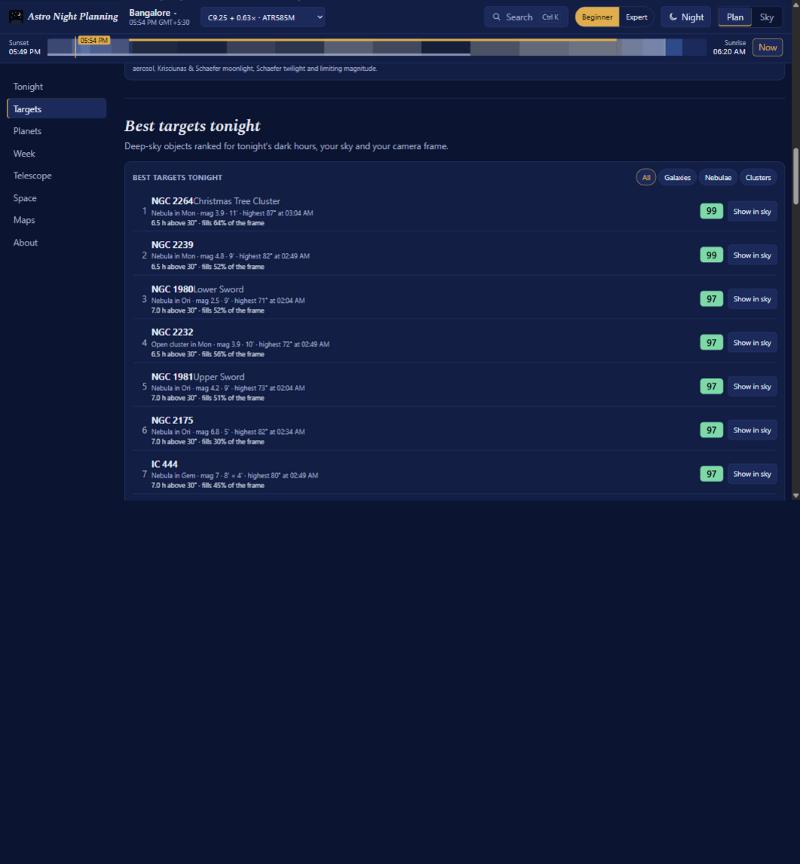 Astro Night Planning
Bangalore
05:54 PM GMT+5:30
C9.25 + 0.63× · ATR585M
Search Ctrl K
Beginner Expert
Night
Plan Sky
Sunset
05:49 PM
05:54 PM
Sunrise
06:20 AM
Now
Tonight
Targets
Planets
Week
Telescope
Space
Maps
About
aerosol, Krisciunas & Schaefer moonlight, Schaefer twilight and limiting magnitude.
Best targets tonight
Deep-sky objects ranked for tonight's dark hours, your sky and your camera frame.
BEST TARGETS TONIGHT
All Galaxies Nebulae Clusters
1 NGC 2264Christmas Tree Cluster
Nebula in Mon · mag 3.9 · 11' · highest 87° at 03:04 AM
6.5 h above 30° · fills 64% of the frame
99 Show in sky
2 NGC 2239
Nebula in Mon · mag 4.8 · 9' · highest 82° at 02:49 AM
6.5 h above 30° · fills 52% of the frame
99 Show in sky
3 NGC 1980Lower Sword
Nebula in Ori · mag 2.5 · 9' · highest 71° at 02:04 AM
7.0 h above 30° · fills 52% of the frame
97 Show in sky
4 NGC 2232
Open cluster in Mon · mag 3.9 · 10' · highest 72° at 02:49 AM
6.5 h above 30° · fills 56% of the frame
97 Show in sky
5 NGC 1981Upper Sword
Nebula in Ori · mag 4.2 · 9' · highest 73° at 02:04 AM
7.0 h above 30° · fills 51% of the frame
97 Show in sky
6 NGC 2175
Nebula in Ori · mag 6.8 · 5' · highest 82° at 02:34 AM
7.0 h above 30° · fills 30% of the frame
97 Show in sky
7 IC 444
Nebula in Gem · mag 7 · 8' × 4' · highest 80° at 02:49 AM
7.0 h above 30° · fills 45% of the frame
97 Show in sky